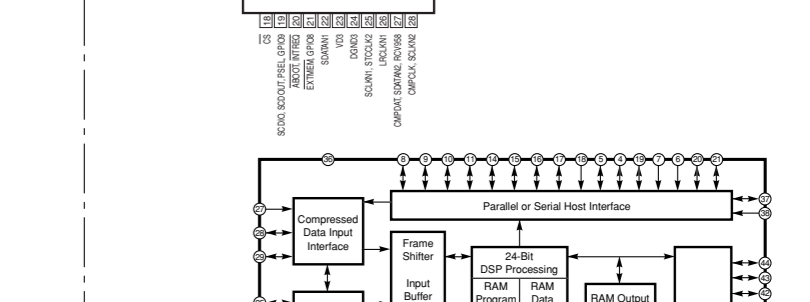 18 19 20 21 22 23 24 25 26 27 28
CS
SCDIO, SCDOUT, PSEL, GPIO9
ABOOT, INTREQ
EXTMEM, GPIO8
SDATAN1
VD3
DGND3
SCLKN1, STCCLK2
LRCLKN1
CMPDAT, SDATAN2, RCV958
CMPCLK, SCLKN2
36 8 9 10 11 14 15 16 17 18 5 4 19 7 6 20 21
Parallel or Serial Host Interface
37
38
27
28
29
Compressed
Data Input
Interface
Frame
Shifter
Input
Buffer
24-Bit
DSP Processing
RAM
Program
RAM
Data
RAM Output
44
43
42